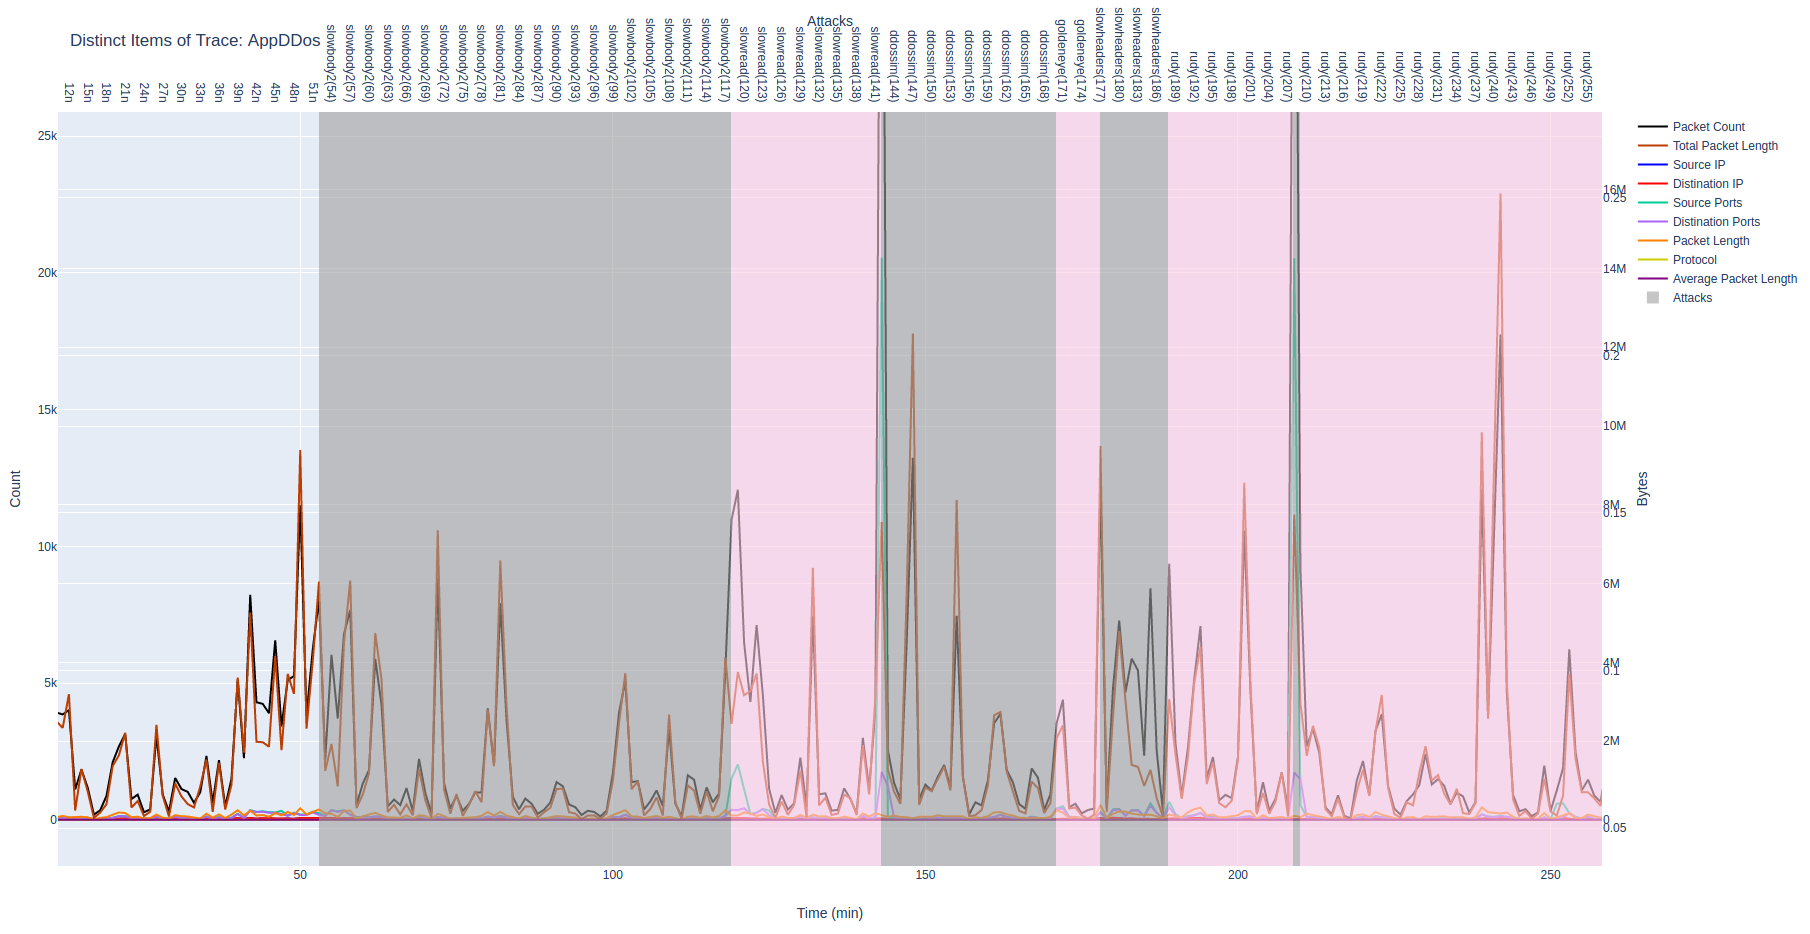 Attacks
Distinct Items of Trace: AppDDos
12n
15n
18n
21n
24n
27n
30n
33n
36n
39n
42n
45n
48n
51n
slowbody2(54)
slowbody2(57)
slowbody2(60)
slowbody2(63)
slowbody2(66)
slowbody2(69)
slowbody2(72)
slowbody2(75)
slowbody2(78)
slowbody2(81)
slowbody2(84)
slowbody2(87)
slowbody2(90)
slowbody2(93)
slowbody2(96)
slowbody2(99)
slowbody2(102)
slowbody2(105)
slowbody2(108)
slowbody2(111)
slowbody2(114)
slowbody2(117)
slowread(120)
slowread(123)
slowread(126)
slowread(129)
slowread(132)
slowread(135)
slowread(138)
slowread(141)
ddossim(144)
ddossim(147)
ddossim(150)
ddossim(153)
ddossim(156)
ddossim(159)
ddossim(162)
ddossim(165)
ddossim(168)
goldeneye(171)
goldeneye(174)
slowheaders(177)
slowheaders(180)
slowheaders(183)
slowheaders(186)
rudy(189)
rudy(192)
rudy(195)
rudy(198)
rudy(201)
rudy(204)
rudy(207)
rudy(210)
rudy(213)
rudy(216)
rudy(219)
rudy(222)
rudy(225)
rudy(228)
rudy(231)
rudy(234)
rudy(237)
rudy(240)
rudy(243)
rudy(246)
rudy(249)
rudy(252)
rudy(255)
25k
20k
15k
10k
5k
0
Count
16M
0.25
14M
12M
0.2
10M
8M
0.15
6M
4M
0.1
2M
0
0.05
Bytes
50
100
150
200
250
Time (min)
Packet Count
Total Packet Length
Source IP
Distination IP
Source Ports
Distination Ports
Packet Length
Protocol
Average Packet Length
Attacks